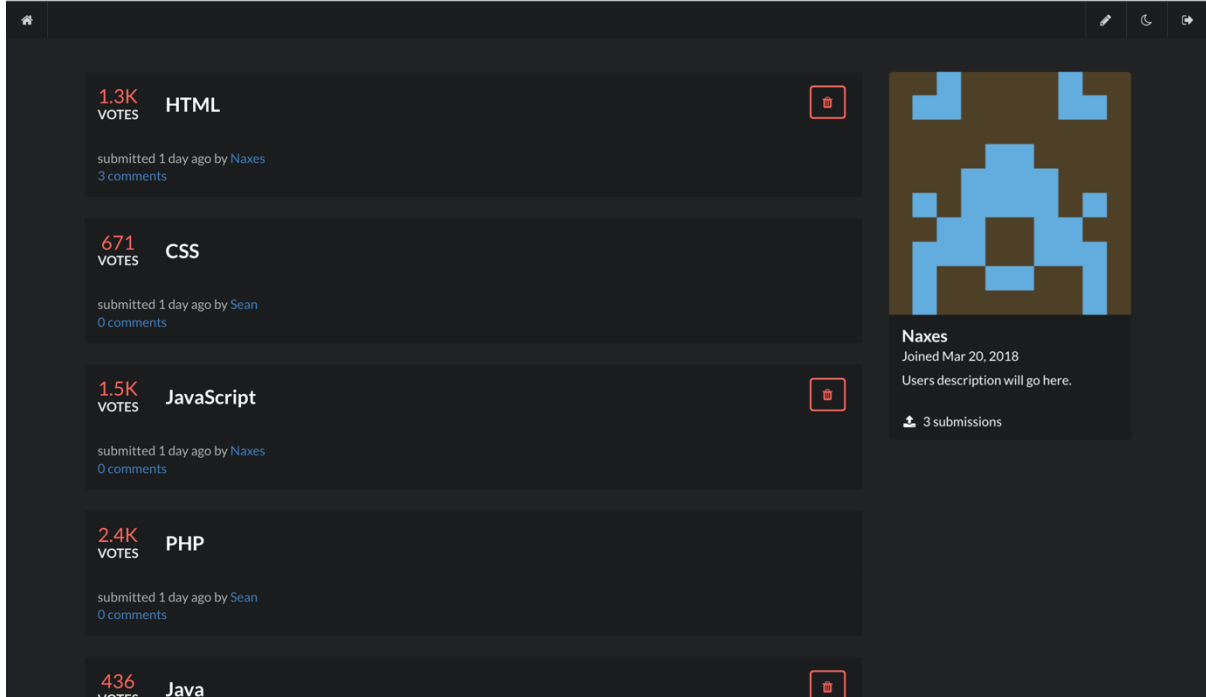 1.3K
VOTES
HTML
submitted 1 day ago by Naxes
3 comments
671
VOTES
CSS
submitted 1 day ago by Sean
0 comments
1.5K
VOTES
JavaScript
submitted 1 day ago by Naxes
0 comments
2.4K
VOTES
PHP
submitted 1 day ago by Sean
0 comments
436
VOTES
Java
Naxes
Joined Mar 20, 2018
Users description will go here.
3 submissions